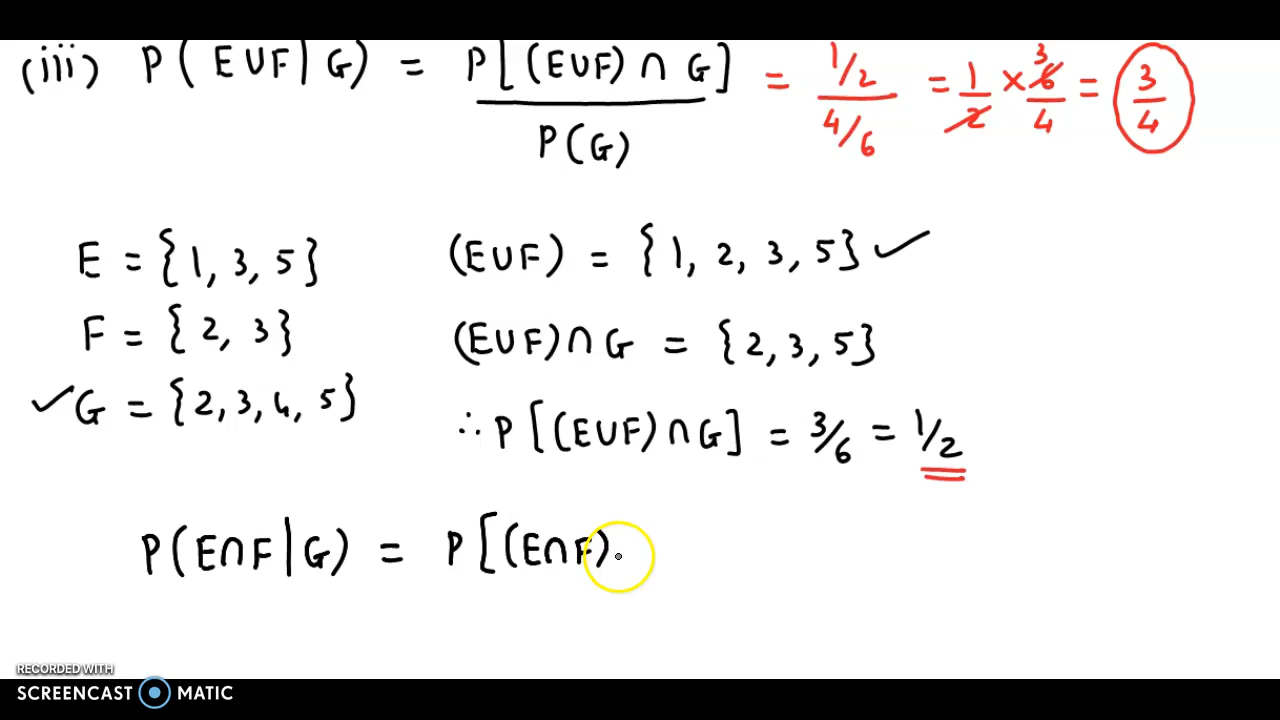 (iii) P(E∪F|G) = P[(E∪F)∩G] / P(G) = 1/2 / 4/6 = 1/2 × 3 6/4 = 3/4
E = {1, 3, 5} (E∪F) = {1, 2, 3, 5} ✓
F = {2, 3} (E∪F)∩G = {2, 3, 5}
✓ G = {2, 3, 4, 5} ∴ P[(E∪F)∩G] = 3/6 = 1/2
P(E∩F|G) = P[(E∩F)
RECORDED WITH
SCREENCAST MATIC